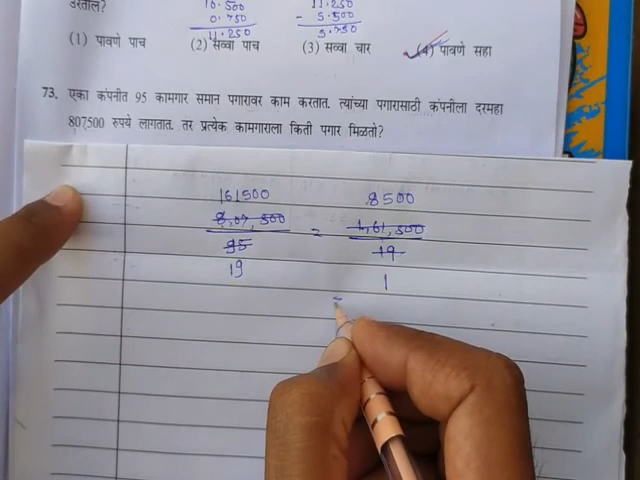 उरतील?
10.500
0.750
11.250
11.250
- 5.500
5.750
(1) पावणे पाच (2) सव्वा पाच (3) सव्वा चार (4) पावणे सहा
73. एका कंपनीत 95 कामगार समान पगारावर काम करतात. त्यांच्या पगारासाठी कंपनीला दरमहा
807500 रुपये लागतात. तर प्रत्येक कामगाराला किती पगार मिळतो?
161500 8500
8,07,500 = 1,61,500
95 19
19 1
=